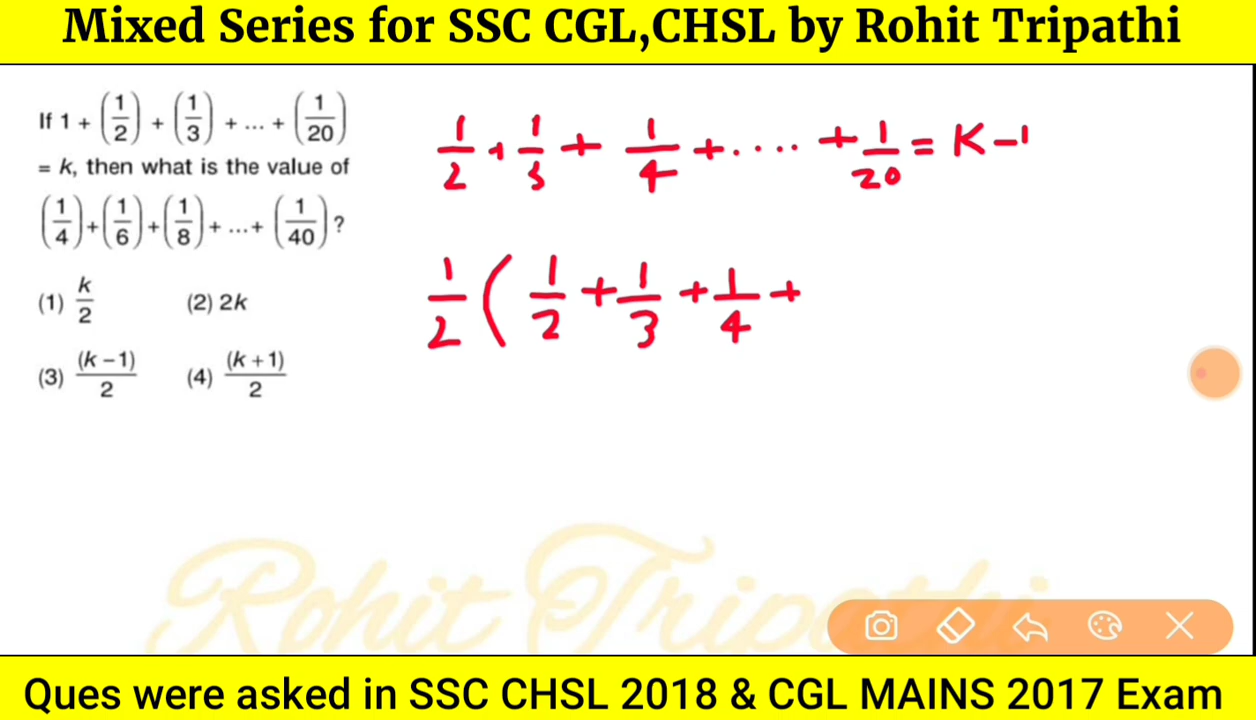 Mixed Series for SSC CGL,CHSL by Rohit Tripathi
If 1 + (1/2) + (1/3) + ... + (1/20)
= k, then what is the value of
(1/4)+(1/6)+(1/8)+ ...+ (1/40)?
(1) k/2 (2) 2k
(3) (k – 1)/2 (4) (k + 1)/2
1/2 + 1/3 + 1/4 + .... + 1/20 = K-1
1/2 ( 1/2 + 1/3 + 1/4 +
Rohit Tripathi
Ques were asked in SSC CHSL 2018 & CGL MAINS 2017 Exam